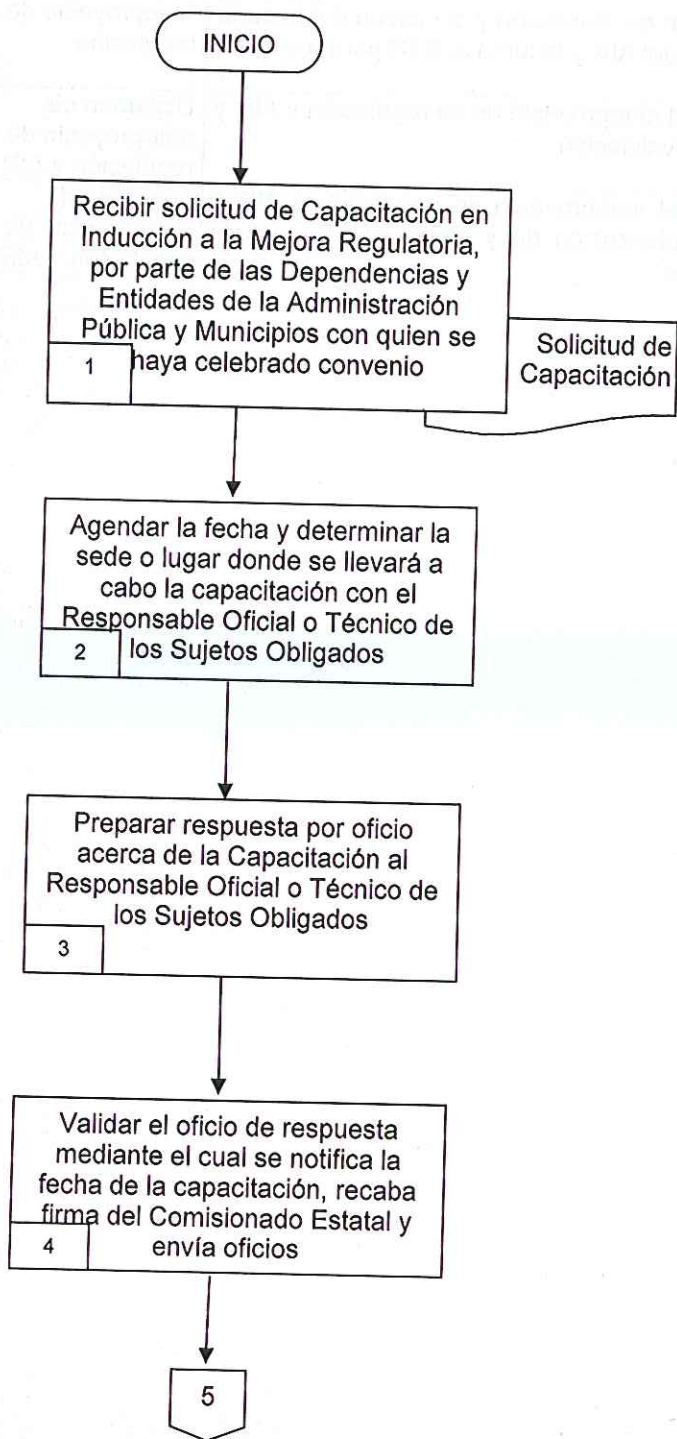 INICIO
Recibir solicitud de Capacitación en
Inducción a la Mejora Regulatoria,
por parte de las Dependencias y
Entidades de la Administración
Pública y Municipios con quien se
haya celebrado convenio
1
Solicitud de
Capacitación
Agendar la fecha y determinar la
sede o lugar donde se llevará a
cabo la capacitación con el
Responsable Oficial o Técnico de
los Sujetos Obligados
2
Preparar respuesta por oficio
acerca de la Capacitación al
Responsable Oficial o Técnico de
los Sujetos Obligados
3
Validar el oficio de respuesta
mediante el cual se notifica la
fecha de la capacitación, recaba
firma del Comisionado Estatal y
envía oficios
4
5